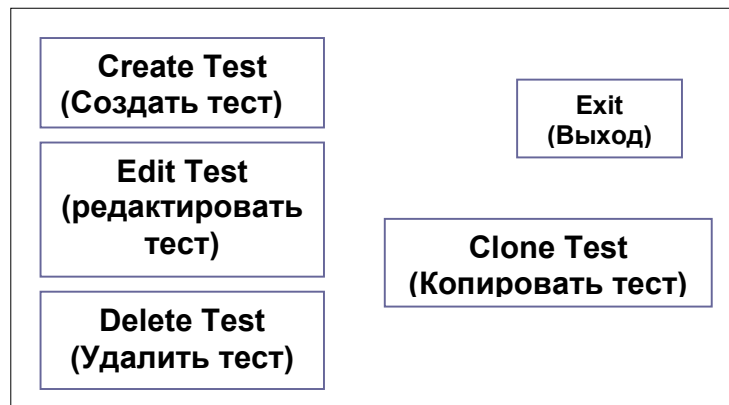 Create Test
(Создать тест)
Edit Test
(редактировать
тест)
Delete Test
(Удалить тест)
Exit
(Выход)
Clone Test
(Копировать тест)